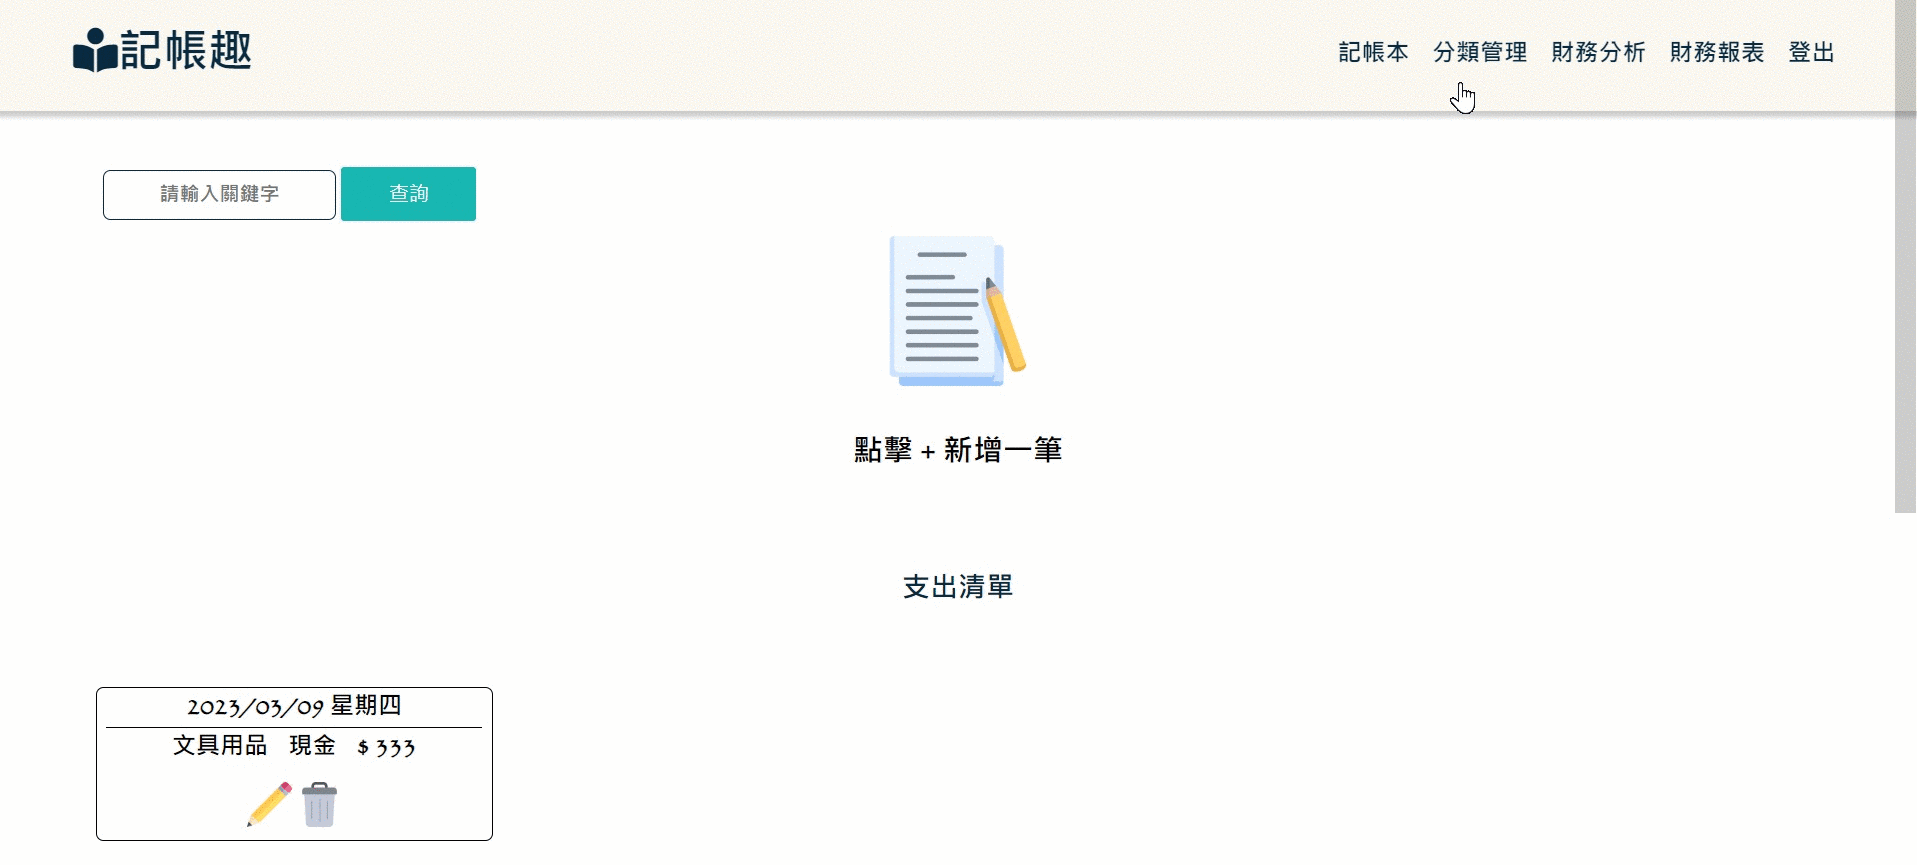 記帳趣
記帳本 分類管理 財務分析 財務報表 登出
請輸入關鍵字 查詢
點擊 + 新增一筆
支出清單
2023/03/09 星期四
文具用品 現金 $ 333